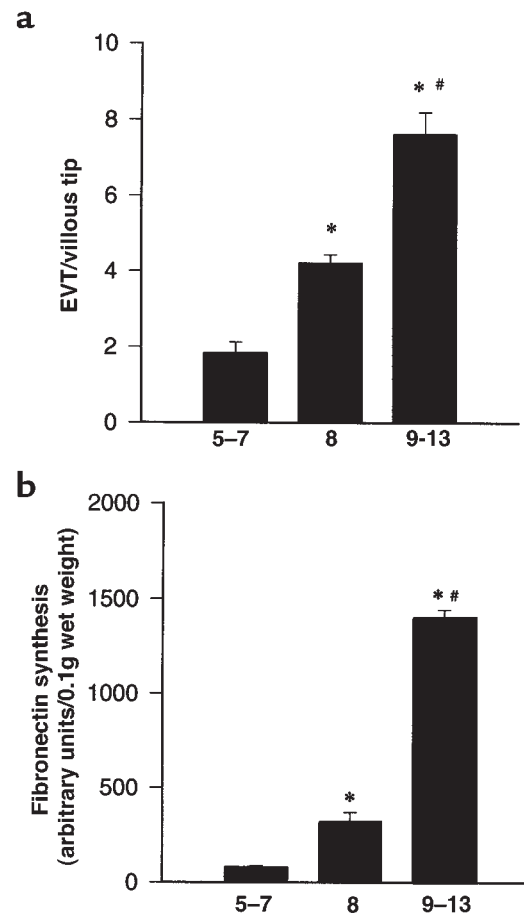 a
10
8
6
4
2
0
EVT/villous tip
*
* #
5–7 8 9-13
b
2000
1500
1000
500
0
Fibronectin synthesis
(arbitrary units/0.1g wet weight)
*
* #
5–7 8 9–13